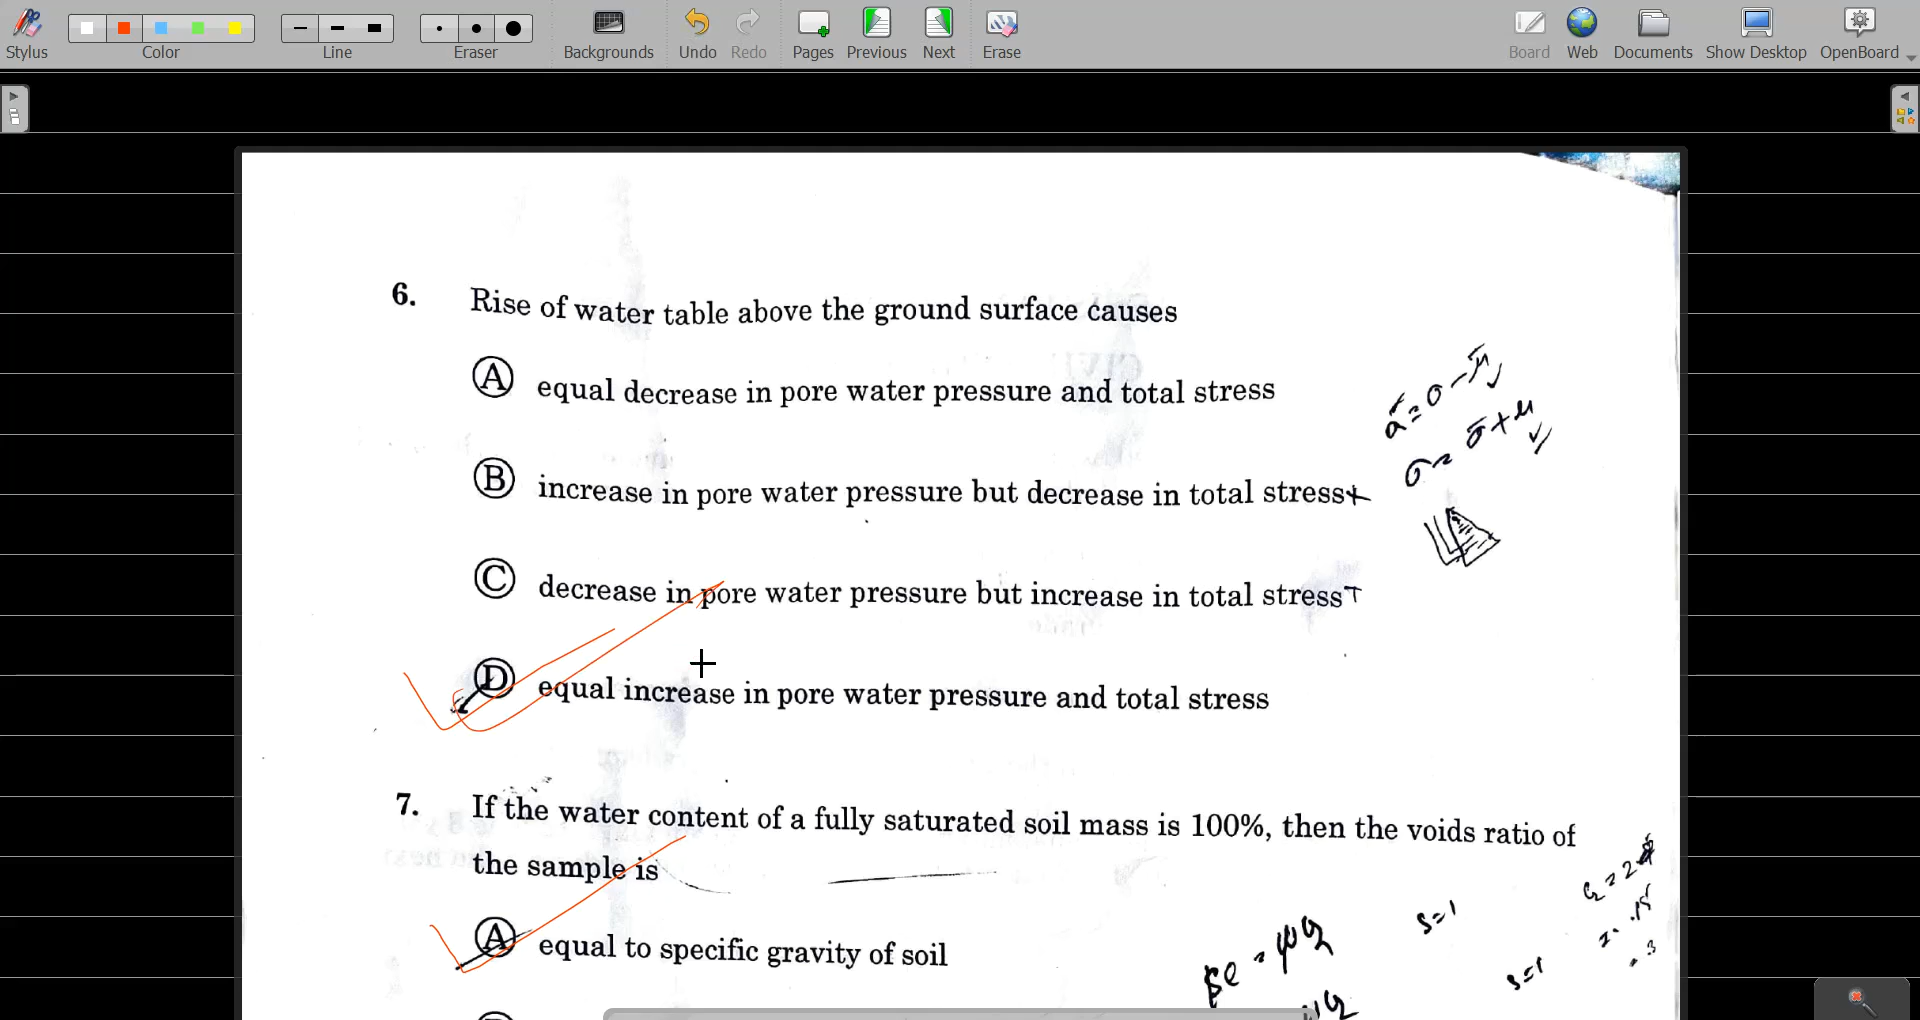 Stylus Color Line Eraser Backgrounds Undo Redo Pages Previous Next Erase Board Web Documents Show Desktop OpenBoard
6. Rise of water table above the ground surface causes
A equal decrease in pore water pressure and total stress
B increase in pore water pressure but decrease in total stress
C decrease in pore water pressure but increase in total stress
D equal increase in pore water pressure and total stress
σ̄ = σ - μ
σ = σ̄ + μ
7. If the water content of a fully saturated soil mass is 100%, then the voids ratio of
the sample is
A equal to specific gravity of soil
s=1
s=1